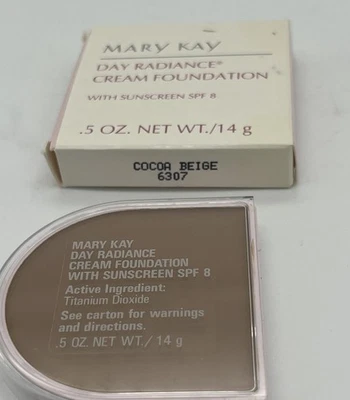 MARY KAY
DAY RADIANCE®
CREAM FOUNDATION
WITH SUNSCREEN SPF 8
.5 OZ. NET WT./14 g
COCOA BEIGE
6307
MARY KAY
DAY RADIANCE
CREAM FOUNDATION
WITH SUNSCREEN SPF 8
Active Ingredient:
Titanium Dioxide
See carton for warnings
and directions.
.5 OZ. NET WT./ 14 g